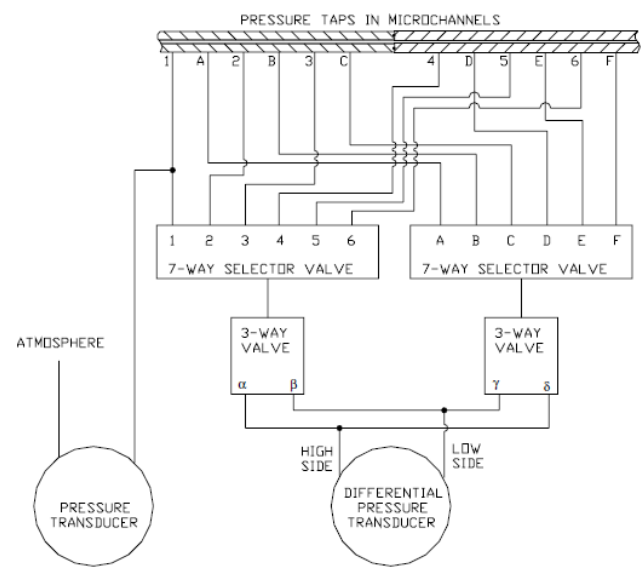 PRESSURE TAPS IN MICROCHANNELS
1 A 2 B 3 C 4 D 5 E 6 F
1 2 3 4 5 6
7-WAY SELECTOR VALVE
A B C D E F
7-WAY SELECTOR VALVE
3-WAY
VALVE
α β
3-WAY
VALVE
γ δ
ATMOSPHERE
HIGH
SIDE
LOW
SIDE
PRESSURE
TRANSDUCER
DIFFERENTIAL
PRESSURE
TRANSDUCER